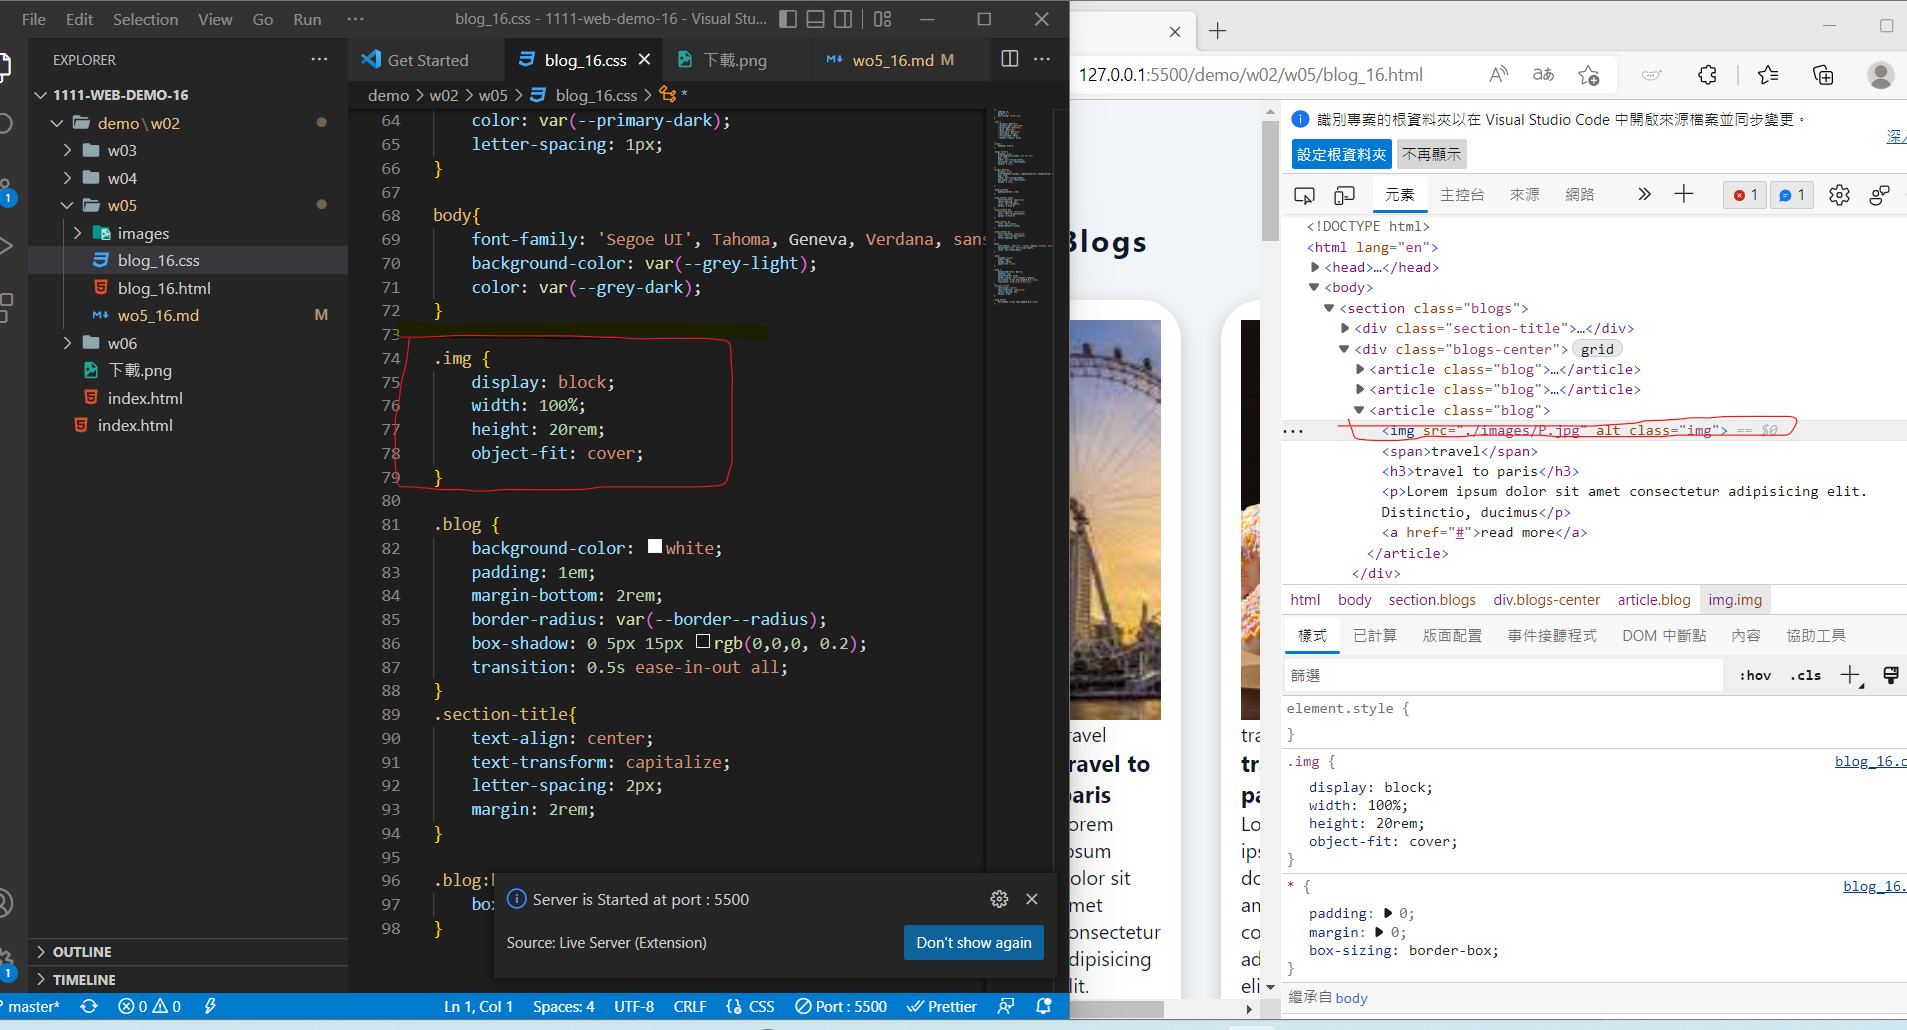 File Edit Selection View Go Run ··· blog_16.css - 1111-web-demo-16 - Visual Stu...
EXPLORER ···
1111-WEB-DEMO-16
demo\w02
w03
w04
w05
images
blog_16.css
blog_16.html
wo5_16.md M
w06
下載.png
index.html
index.html
OUTLINE
TIMELINE
1
1
Get Started blog_16.css 下載.png wo5_16.md M ···
demo > w02 > w05 > blog_16.css > *
64 color: var(--primary-dark);
65 letter-spacing: 1px;
66 }
67
68 body{
69 font-family: 'Segoe UI', Tahoma, Geneva, Verdana, sans
70 background-color: var(--grey-light);
71 color: var(--grey-dark);
72 }
73
74 .img {
75 display: block;
76 width: 100%;
77 height: 20rem;
78 object-fit: cover;
79 }
80
81 .blog {
82 background-color: white;
83 padding: 1em;
84 margin-bottom: 2rem;
85 border-radius: var(--border--radius);
86 box-shadow: 0 5px 15px rgb(0,0,0, 0.2);
87 transition: 0.5s ease-in-out all;
88 }
89 .section-title{
90 text-align: center;
91 text-transform: capitalize;
92 letter-spacing: 2px;
93 margin: 2rem;
94 }
95
96 .blog:
97 box
98 }
Server is Started at port : 5500
Source: Live Server (Extension)
Don't show again
master* 0 0 Ln 1, Col 1 Spaces: 4 UTF-8 CRLF CSS Port : 5500 Prettier
127.0.0.1:5500/demo/w02/w05/blog_16.html
Blogs
ravel
ravel to
paris
orem
psum
olor sit
met
onsectetur
dipisicing
lit.
tra
tr
pa
Lo
ips
do
an
co
ad
eli
識別專案的根資料夾以在 Visual Studio Code 中開啟來源檔案並同步變更。
深入
設定根資料夾 不再顯示
元素 主控台 來源 網路 1 1
<!DOCTYPE html>
<html lang="en">
<head>…</head>
<body>
<section class="blogs">
<div class="section-title">…</div>
<div class="blogs-center"> grid
<article class="blog">…</article>
<article class="blog">…</article>
<article class="blog">
··· <img src="./images/P.jpg" alt class="img"> == $0
<span>travel</span>
<h3>travel to paris</h3>
<p>Lorem ipsum dolor sit amet consectetur adipisicing elit.
Distinctio, ducimus</p>
<a href="#">read more</a>
</article>
</div>
html body section.blogs div.blogs-center article.blog img.img
樣式 已計算 版面配置 事件接聽程式 DOM 中斷點 內容 協助工具
篩選 :hov .cls
element.style {
}
.img { blog_16.c
display: block;
width: 100%;
height: 20rem;
object-fit: cover;
}
* { blog_16.
padding: 0;
margin: 0;
box-sizing: border-box;
}
繼承自 body